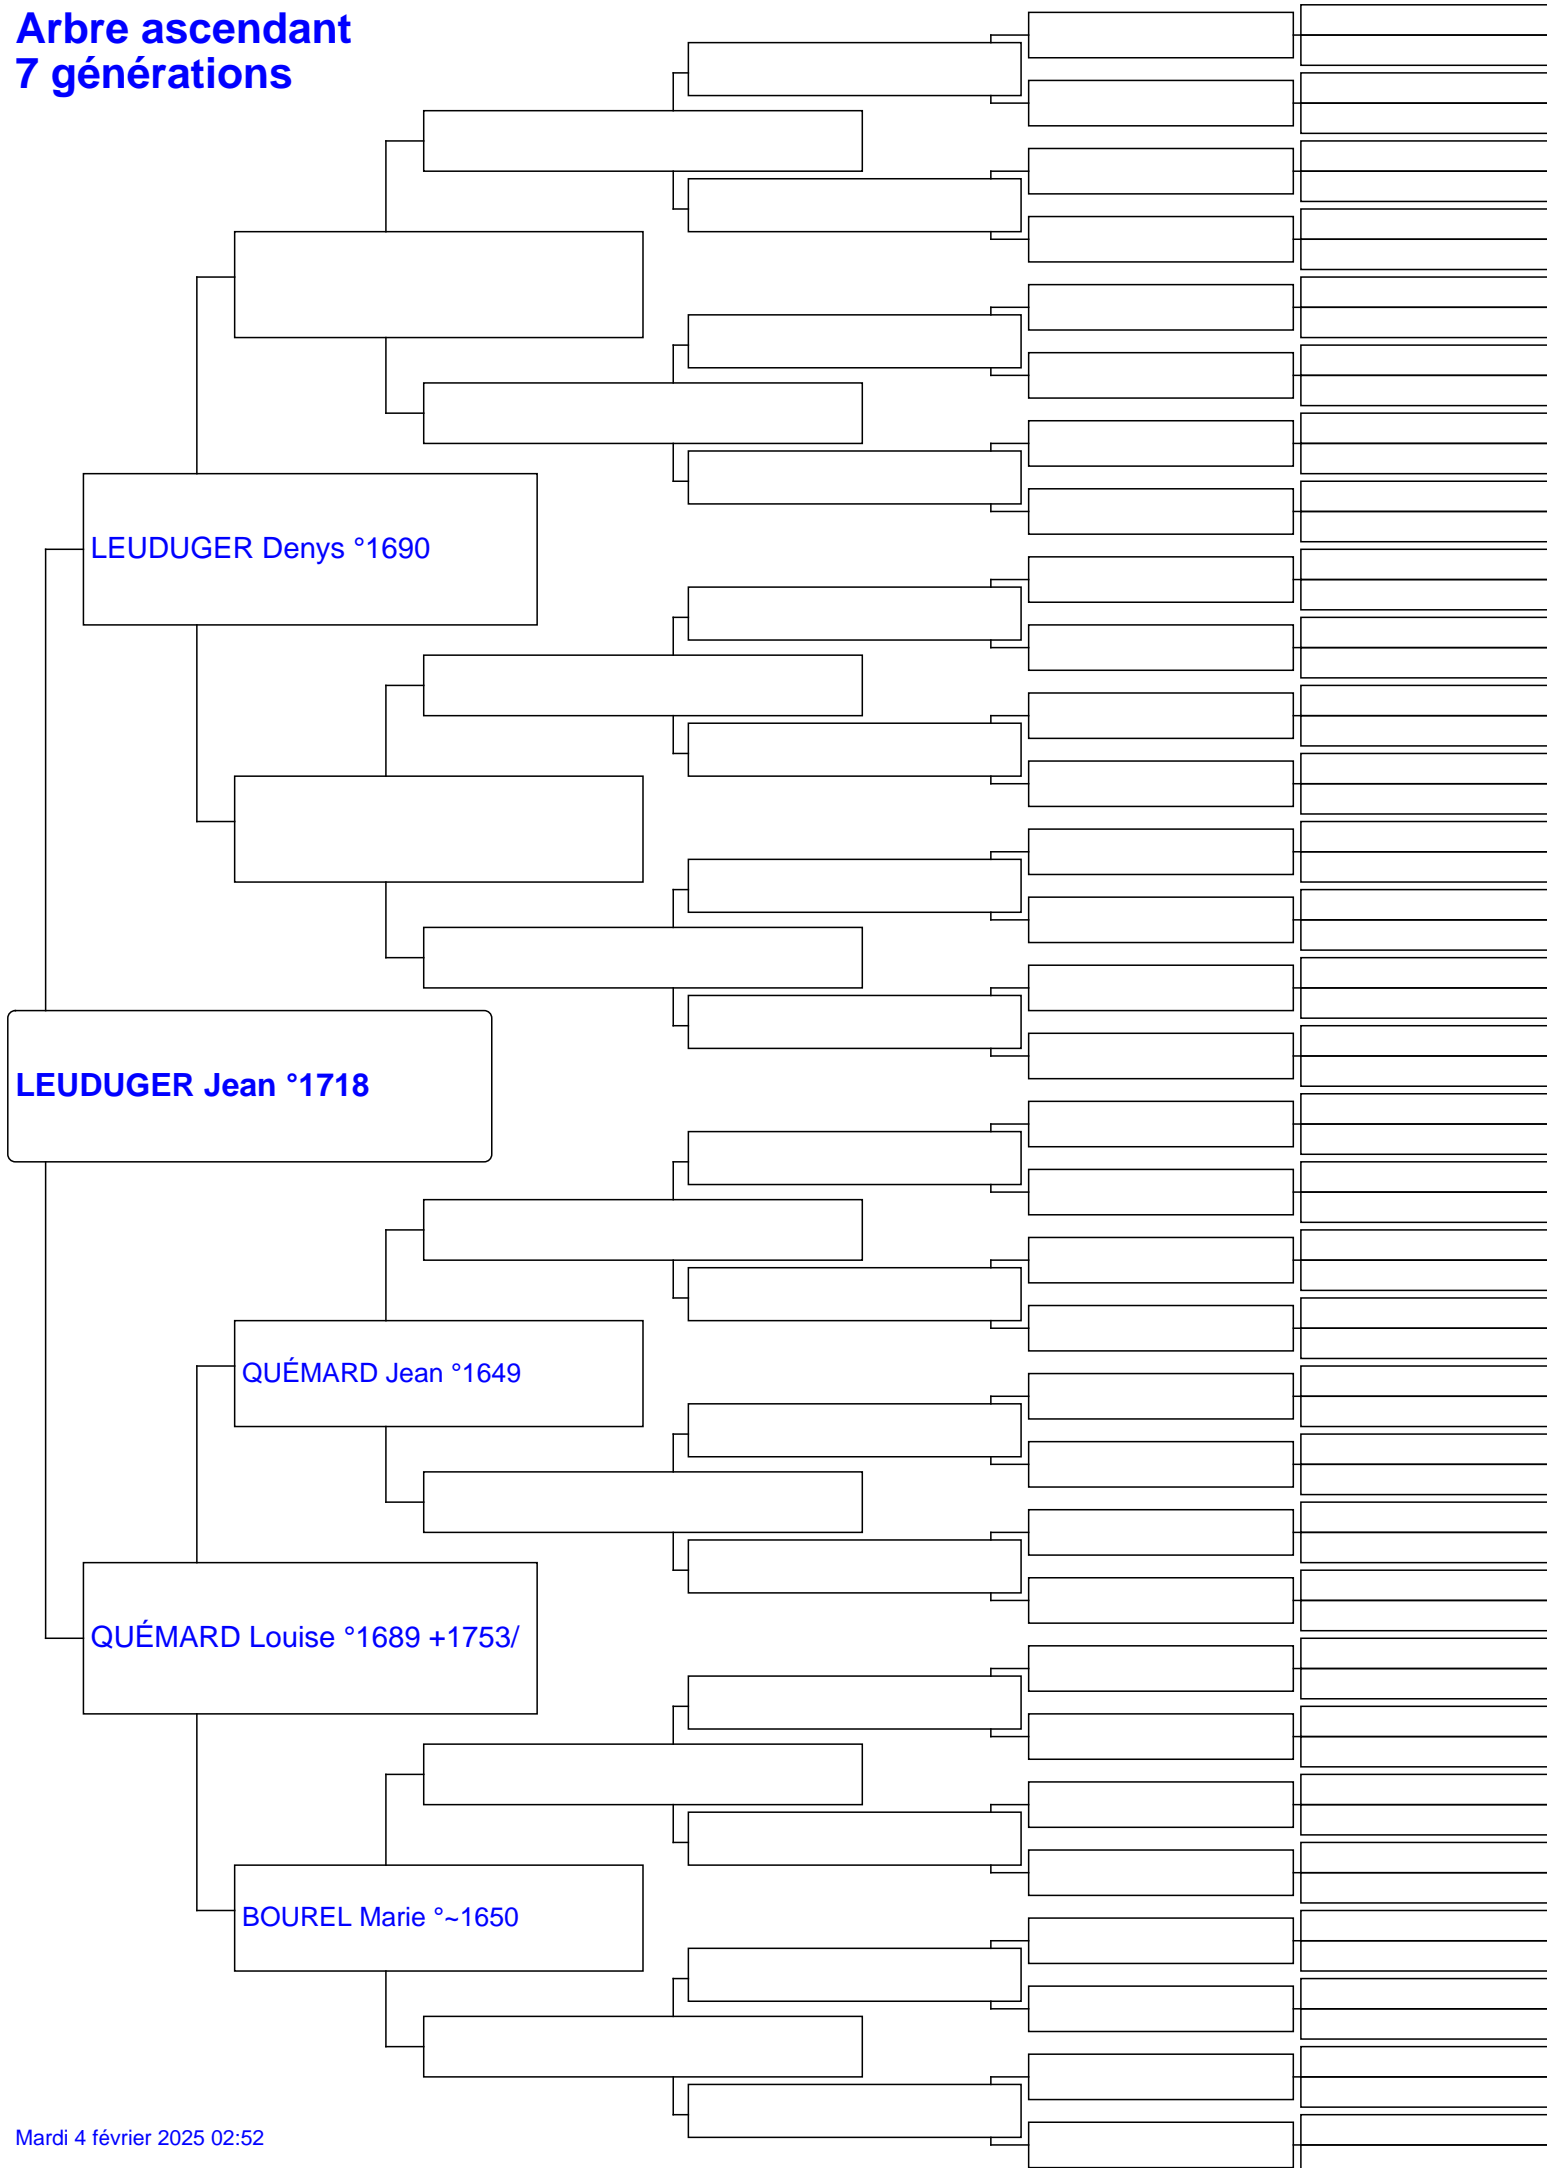 Arbre ascendant
7 générations
LEUDUGER Denys °1690
LEUDUGER Jean °1718
QUÉMARD Jean °1649
QUÉMARD Louise °1689 +1753/
BOUREL Marie °~1650
Mardi 4 février 2025 02:52